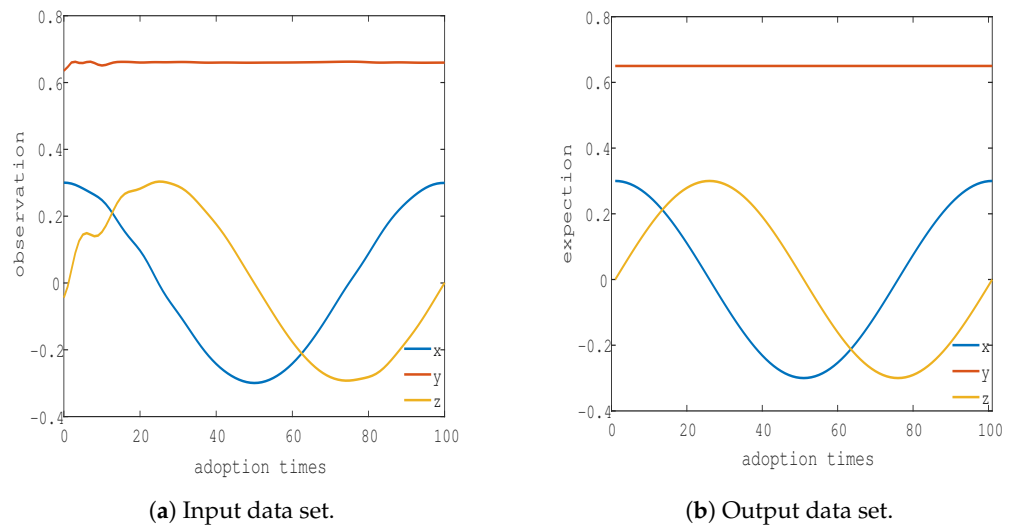 0.8
0.6
0.4
0.2
0
−0.2
−0.4
0
20
40
60
80
100
observation
adoption times
x
y
z
(a) Input data set.
0.8
0.6
0.4
0.2
0
−0.2
−0.4
0
20
40
60
80
100
expection
adoption times
x
y
z
(b) Output data set.